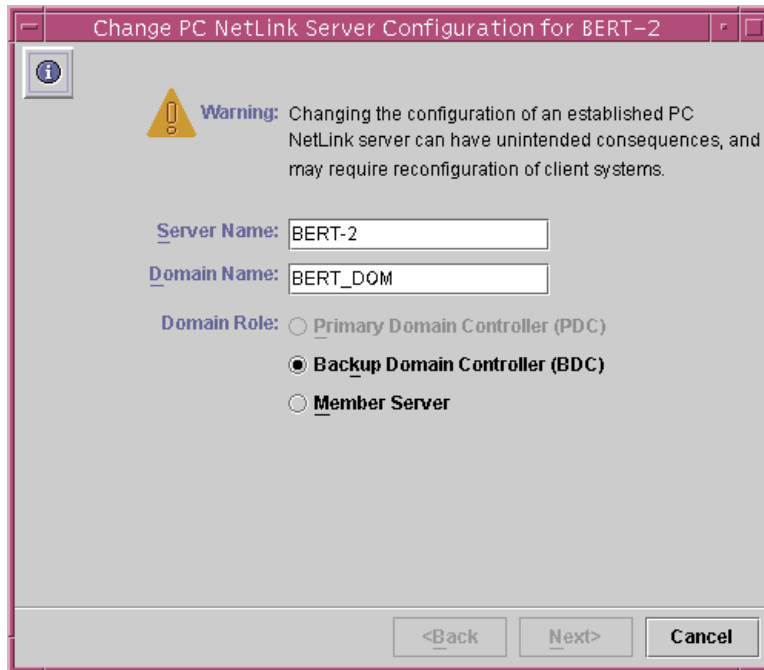 Change PC NetLink Server Configuration for BERT-2
Warning: Changing the configuration of an established PC
NetLink server can have unintended consequences, and
may require reconfiguration of client systems.
Server Name: BERT-2
Domain Name: BERT_DOM
Domain Role: Primary Domain Controller (PDC)
Backup Domain Controller (BDC)
Member Server
<Back Next> Cancel